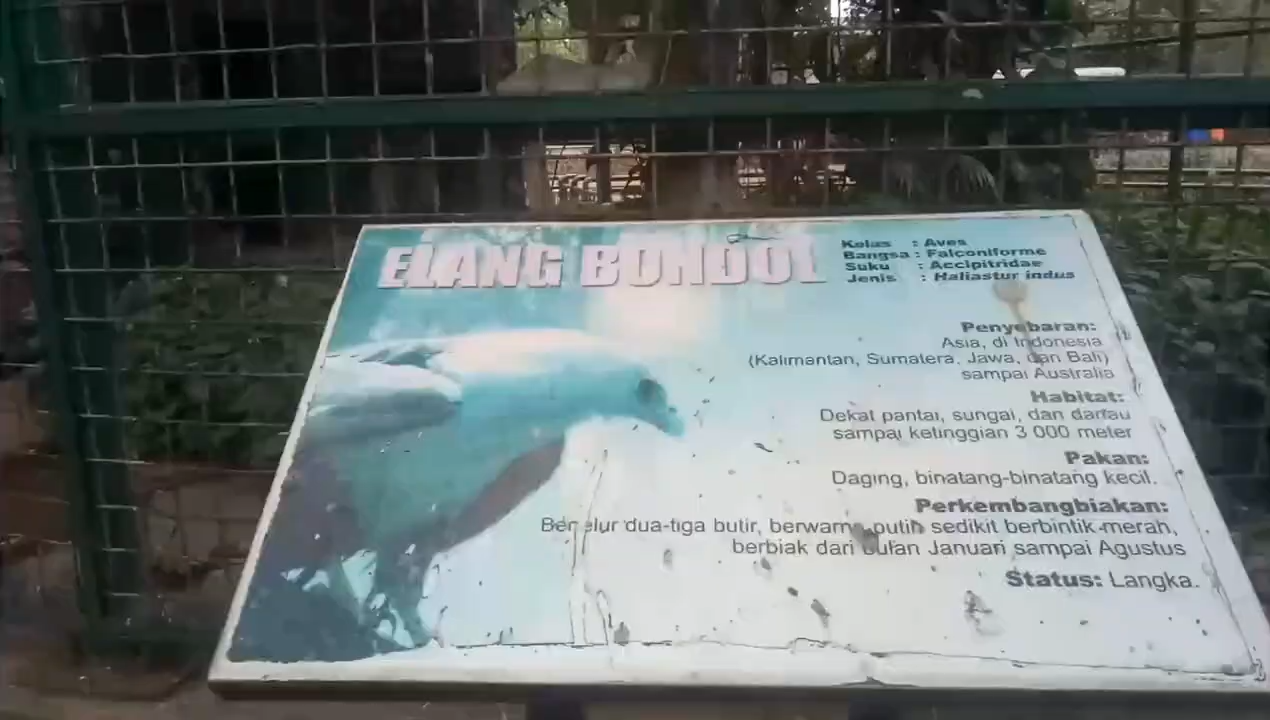 ELANG BONDOL
Kelas : Aves
Bangsa : Falconiforme
Suku : Accipitridae
Jenis : Haliastur indus
Penyebaran:
Asia, di Indonesia
(Kalimantan, Sumatera, Jawa, dan Bali)
sampai Australia
Habitat:
Dekat pantai, sungai, dan danau
sampai ketinggian 3 000 meter
Pakan:
Daging, binatang-binatang kecil.
Perkembangbiakan:
Bertelur dua-tiga butir, berwarna putih sedikit berbintik merah,
berbiak dari bulan Januari sampai Agustus
Status: Langka.